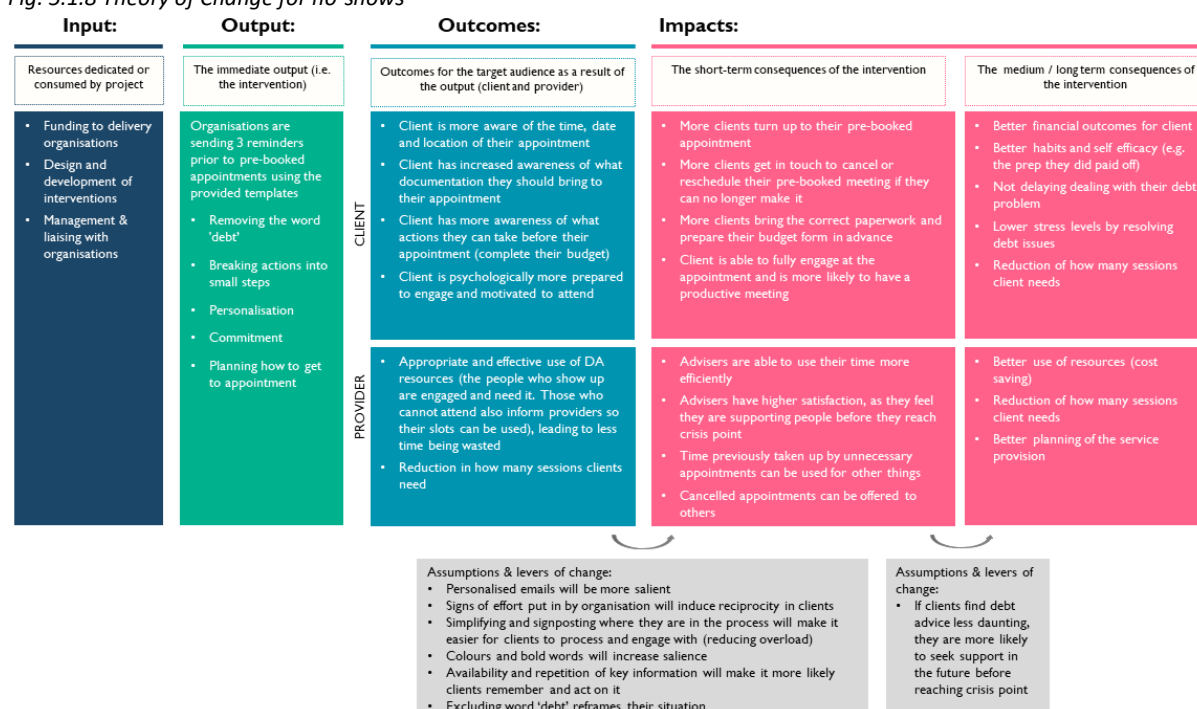 Fig. 5.1.8 Theory of Change for no-shows
Input:
Output:
Outcomes:
Impacts:
Resources dedicated or
consumed by project
The immediate output (i.e.
the intervention)
Outcomes for the target audience as a result of
the output (client and provider)
The short-term consequences of the intervention
The medium / long term consequences of
the intervention
• Funding to delivery
organisations
• Design and
development of
interventions
• Management &
liaising with
organisations
Organisations are
sending 3 reminders
prior to pre-booked
appointments using the
provided templates
• Removing the word
'debt'
• Breaking actions into
small steps
• Personalisation
• Commitment
• Planning how to get
to appointment
CLIENT
• Client is more aware of the time, date
and location of their appointment
• Client has increased awareness of what
documentation they should bring to
their appointment
• Client has more awareness of what
actions they can take before their
appointment (complete their budget)
• Client is psychologically more prepared
to engage and motivated to attend
• More clients turn up to their pre-booked
appointment
• More clients get in touch to cancel or
reschedule their pre-booked meeting if they
can no longer make it
• More clients bring the correct paperwork and
prepare their budget form in advance
• Client is able to fully engage at the
appointment and is more likely to have a
productive meeting
• Better financial outcomes for client
• Better habits and self efficacy (e.g.
the prep they did paid off)
• Not delaying dealing with their debt
problem
• Lower stress levels by resolving
debt issues
• Reduction of how many sessions
client needs
PROVIDER
• Appropriate and effective use of DA
resources (the people who show up
are engaged and need it. Those who
cannot attend also inform providers so
their slots can be used), leading to less
time being wasted
• Reduction in how many sessions clients
need
• Advisers are able to use their time more
efficiently
• Advisers have higher satisfaction, as they feel
they are supporting people before they reach
crisis point
• Time previously taken up by unnecessary
appointments can be used for other things
• Cancelled appointments can be offered to
others
• Better use of resources (cost
saving)
• Reduction of how many sessions
client needs
• Better planning of the service
provision
Assumptions & levers of change:
• Personalised emails will be more salient
• Signs of effort put in by organisation will induce reciprocity in clients
• Simplifying and signposting where they are in the process will make it
easier for clients to process and engage with (reducing overload)
• Colours and bold words will increase salience
• Availability and repetition of key information will make it more likely
clients remember and act on it
• Excluding word 'debt' reframes their situation
Assumptions & levers of
change:
• If clients find debt
advice less daunting,
they are more likely
to seek support in
the future before
reaching crisis point